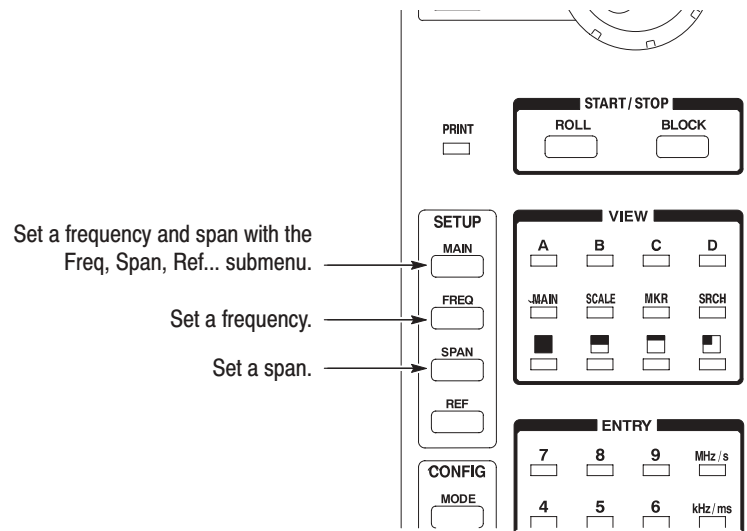 START / STOP
PRINT
ROLL
BLOCK
SETUP
VIEW
Set a frequency and span with the
Freq, Span, Ref... submenu.
MAIN
A
B
C
D
Set a frequency.
FREQ
MAIN
SCALE
MKR
SRCH
Set a span.
SPAN
REF
ENTRY
7
8
9
MHz / s
CONFIG
MODE
4
5
6
kHz / ms